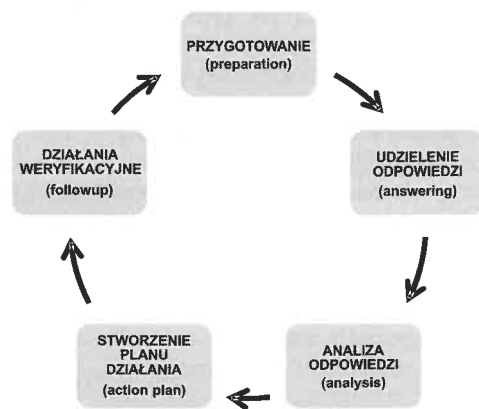 PRZYGOTOWANIE
(preparation)
UDZIELENIE
ODPOWIEDZI
(answering)
ANALIZA
ODPOWIEDZI
(analysis)
STWORZENIE
PLANU
DZIAŁANIA
(action plan)
DZIAŁANIA
WERYFIKACYJNE
(followup)